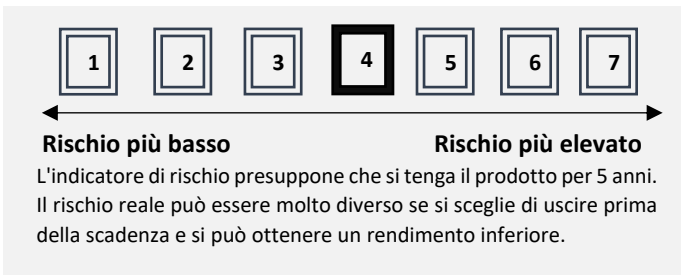 1 2 3 4 5 6 7
Rischio più basso Rischio più elevato
L'indicatore di rischio presuppone che si tenga il prodotto per 5 anni.
Il rischio reale può essere molto diverso se si sceglie di uscire prima
della scadenza e si può ottenere un rendimento inferiore.